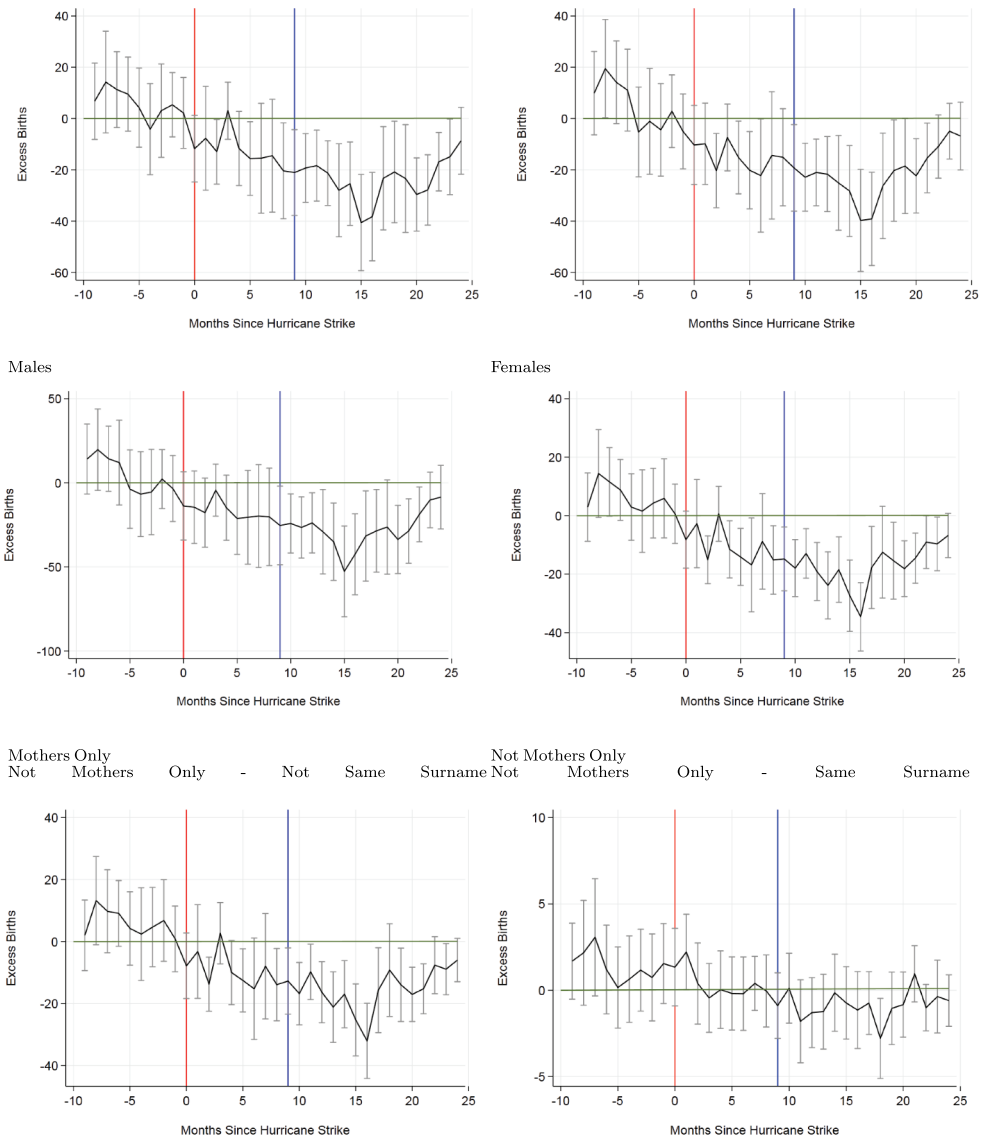 40
20
0
-20
-40
-60
Excess Births
-10 -5 0 5 10 15 20 25
Months Since Hurricane Strike
40
20
0
-20
-40
-60
Excess Births
-10 -5 0 5 10 15 20 25
Months Since Hurricane Strike
Males
Females
50
0
-50
-100
Excess Births
-10 -5 0 5 10 15 20 25
Months Since Hurricane Strike
40
20
0
-20
-40
Excess Births
-10 -5 0 5 10 15 20 25
Months Since Hurricane Strike
Mothers Only
Not Mothers Only
Not Mothers Only - Not Same Surname
Not Mothers Only - Same Surname
40
20
0
-20
-40
Excess Births
-10 -5 0 5 10 15 20 25
Months Since Hurricane Strike
10
5
0
-5
Excess Births
-10 -5 0 5 10 15 20 25
Months Since Hurricane Strike